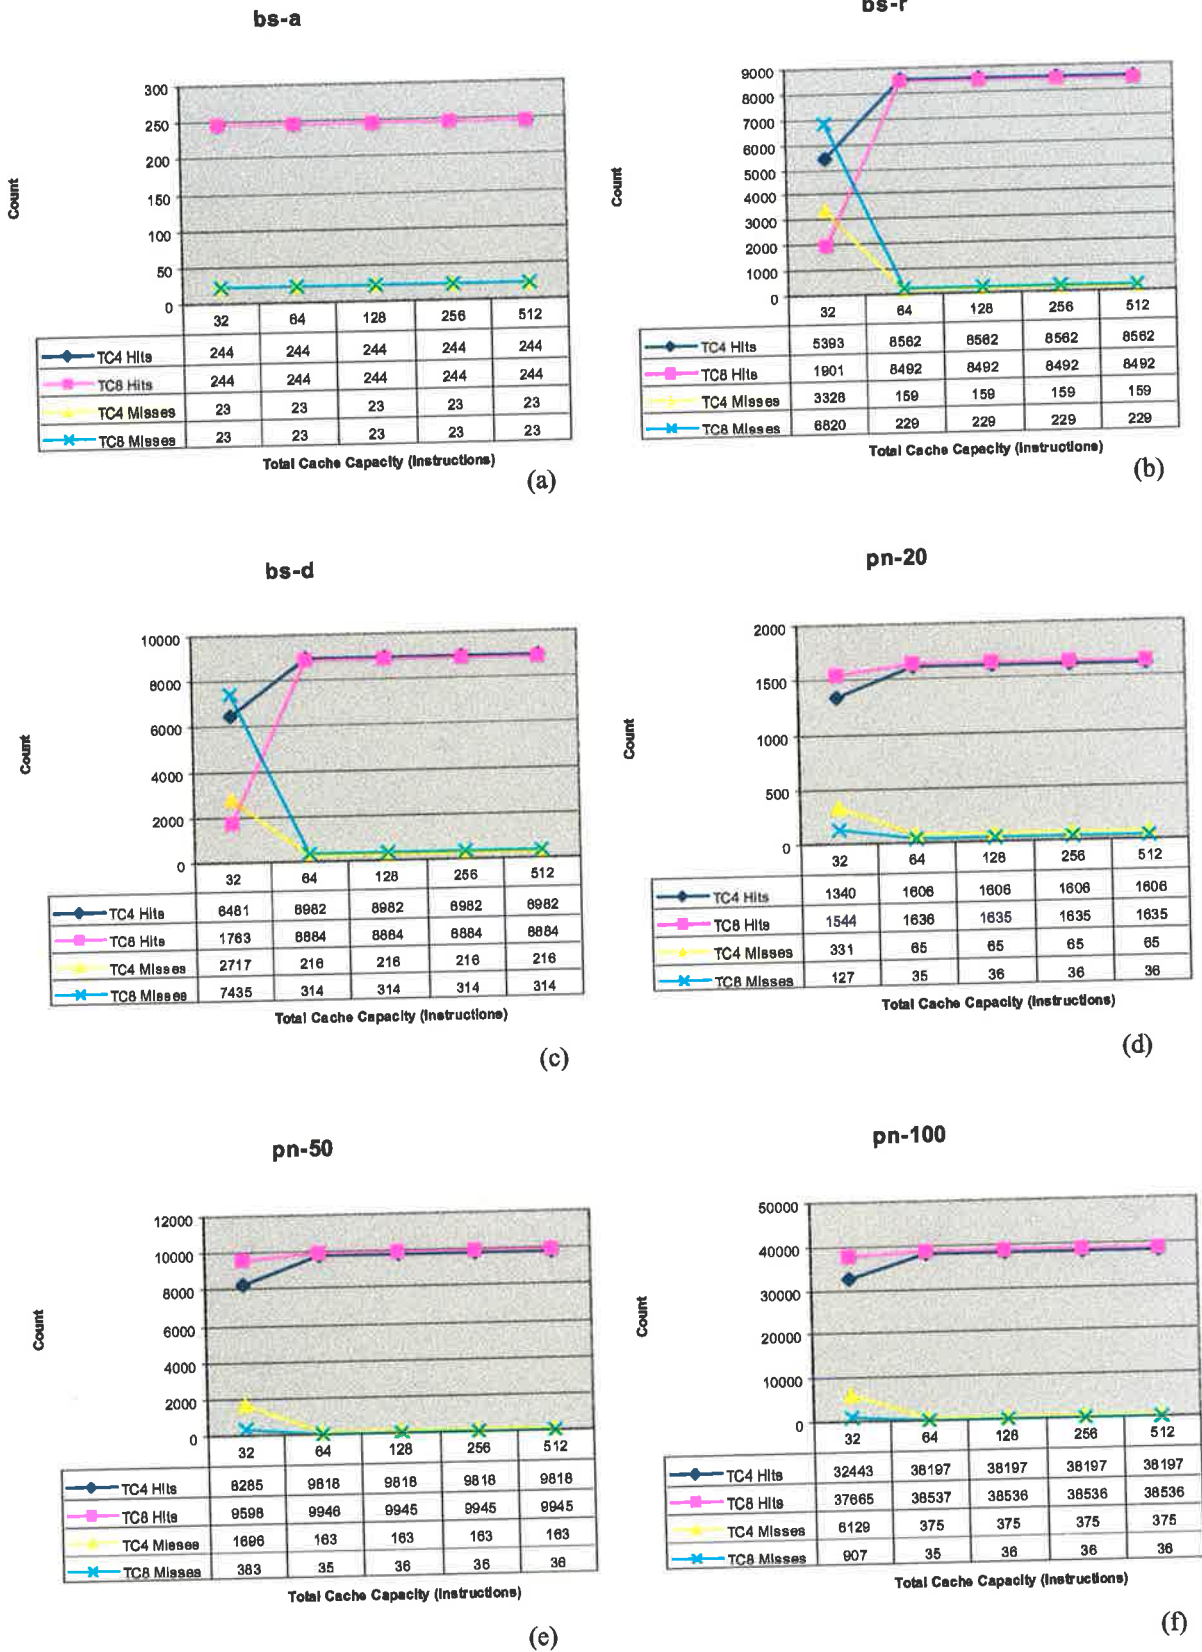 bs-a
300
250
200
150
100
50
0
Count
32 64 128 256 512
TC4 Hits 244 244 244 244 244
TC8 Hits 244 244 244 244 244
TC4 Misses 23 23 23 23 23
TC8 Misses 23 23 23 23 23
Total Cache Capacity (Instructions)
(a)
bs-r
9000
8000
7000
6000
5000
4000
3000
2000
1000
0
Count
32 64 128 256 512
TC4 Hits 5393 8562 8562 8562 8562
TC8 Hits 1901 8492 8492 8492 8492
TC4 Misses 3328 159 159 159 159
TC8 Misses 6820 229 229 229 229
Total Cache Capacity (Instructions)
(b)
bs-d
10000
8000
6000
4000
2000
0
Count
32 64 128 256 512
TC4 Hits 6481 8982 8982 8982 8982
TC8 Hits 1763 8884 8884 8884 8884
TC4 Misses 2717 216 216 216 216
TC8 Misses 7435 314 314 314 314
Total Cache Capacity (Instructions)
(c)
pn-20
2000
1500
1000
500
0
Count
32 64 128 256 512
TC4 Hits 1340 1606 1606 1606 1606
TC8 Hits 1544 1636 1635 1635 1635
TC4 Misses 331 65 65 65 65
TC8 Misses 127 35 36 36 36
Total Cache Capacity (Instructions)
(d)
pn-50
12000
10000
8000
6000
4000
2000
0
Count
32 64 128 256 512
TC4 Hits 8285 9818 9818 9818 9818
TC8 Hits 9598 9946 9945 9945 9945
TC4 Misses 1696 163 163 163 163
TC8 Misses 383 35 36 36 36
Total Cache Capacity (Instructions)
(e)
pn-100
50000
40000
30000
20000
10000
0
Count
32 64 128 256 512
TC4 Hits 32443 38197 38197 38197 38197
TC8 Hits 37665 38537 38536 38536 38536
TC4 Misses 6129 375 375 375 375
TC8 Misses 907 35 36 36 36
Total Cache Capacity (Instructions)
(f)